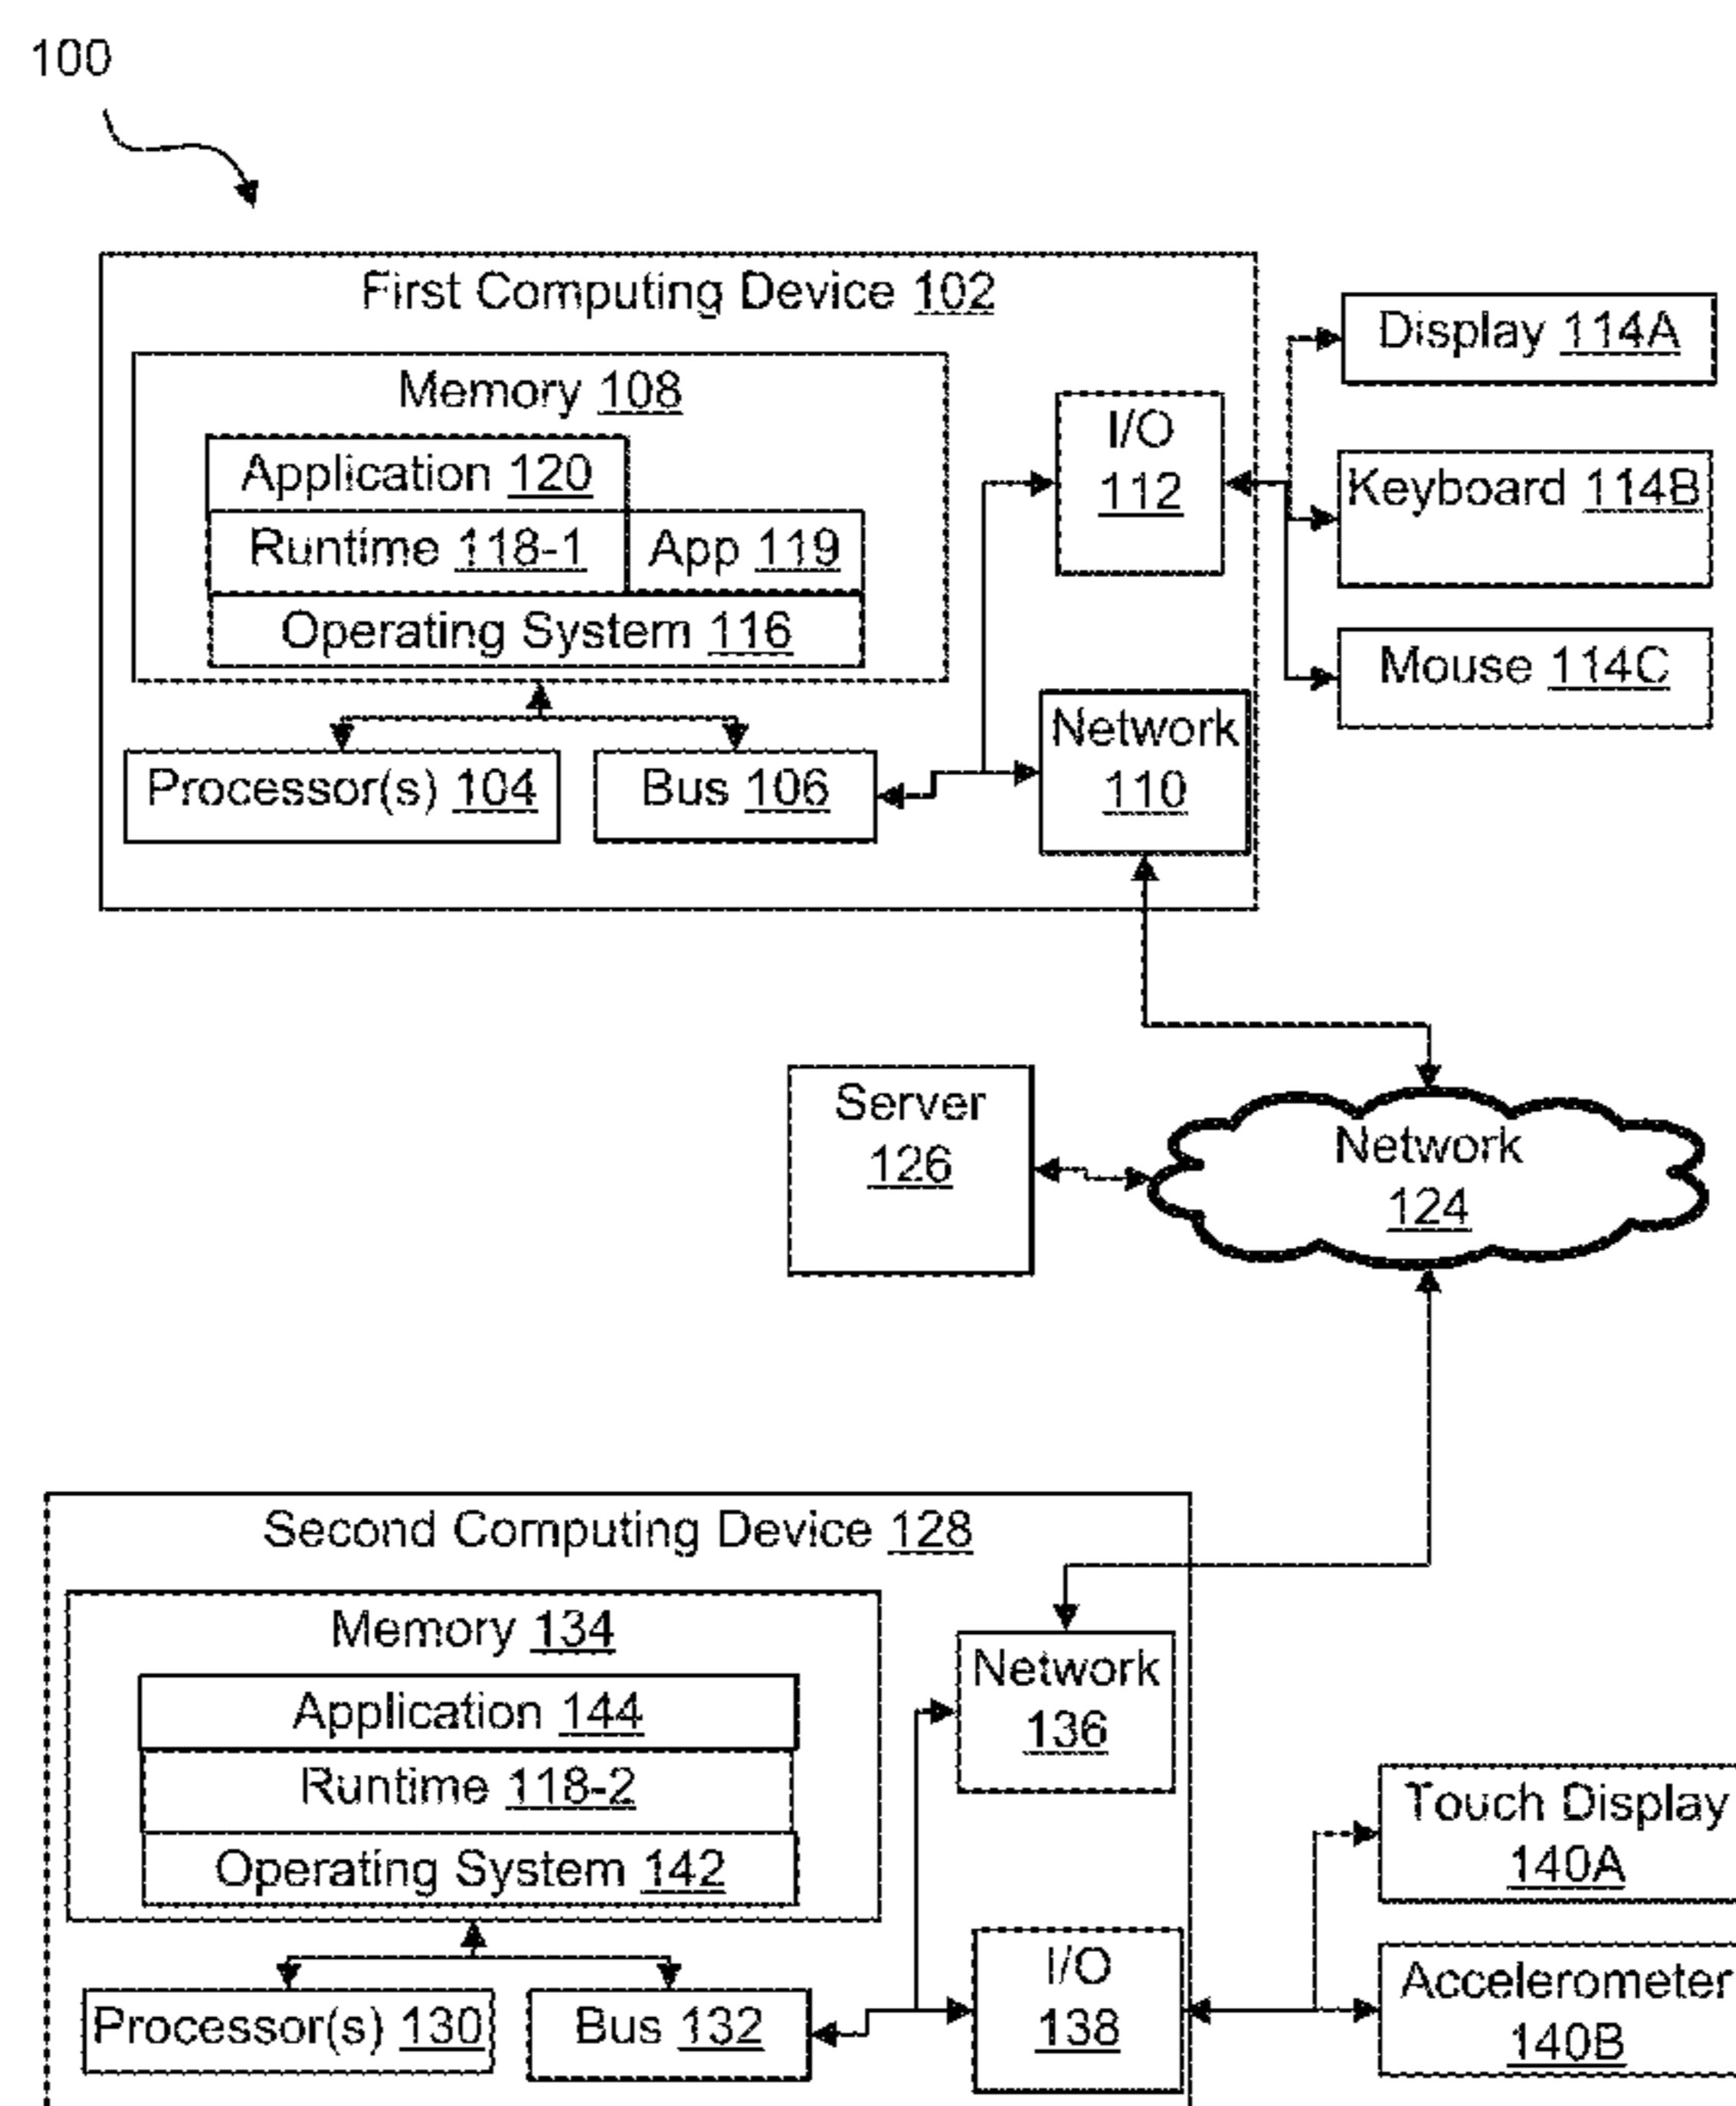 100
First Computing Device 102
Memory 108
Application 120
Runtime 118-1
App 119
Operating System 116
Processor(s) 104
Bus 106
I/O
112
Network
110
Display 114A
Keyboard 114B
Mouse 114C
Server
126
Network
124
Second Computing Device 128
Memory 134
Application 144
Runtime 118-2
Operating System 142
Processor(s) 130
Bus 132
Network
136
I/O
138
Touch Display
140A
Accelerometer
140B